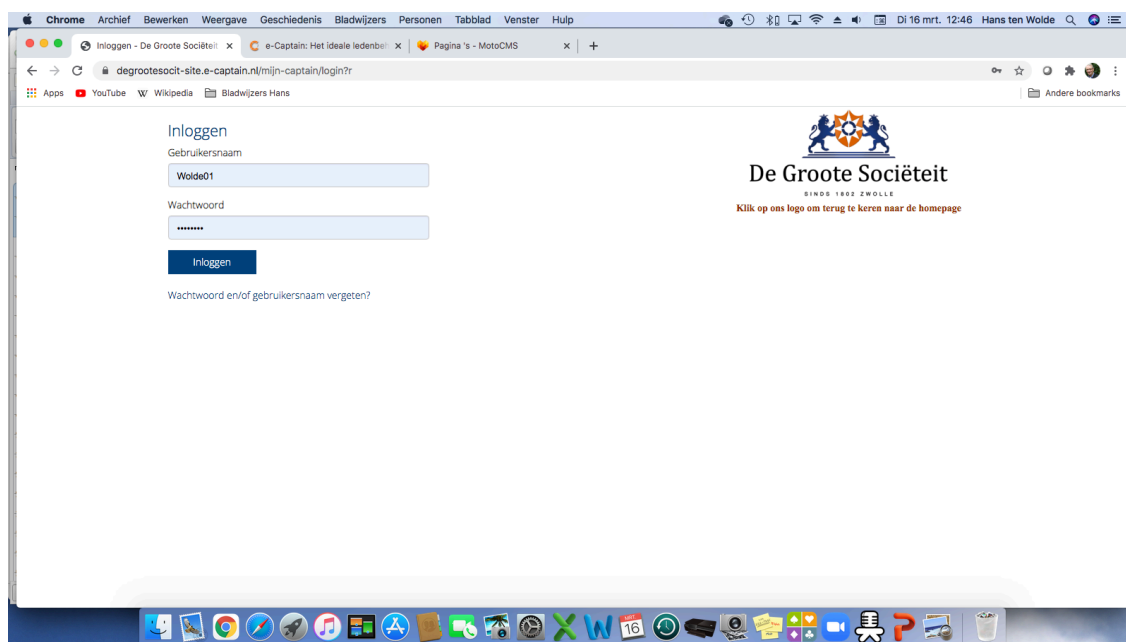 Chrome Archief Bewerken Weergave Geschiedenis Bladwijzers Personen Tabblad Venster Hulp Di 16 mrt. 12:46 Hans ten Wolde
Inloggen - De Groote Sociëteit e-Captain: Het ideale ledenbeh Pagina 's - MotoCMS
degrootesocit-site.e-captain.nl/mijn-captain/login?r
Apps YouTube W Wikipedia Bladwijzers Hans Andere bookmarks
Inloggen
Gebruikersnaam
Wolde01
Wachtwoord
••••••••
Inloggen
Wachtwoord en/of gebruikersnaam vergeten?
De Groote Sociëteit
SINDS 1802 ZWOLLE
Klik op ons logo om terug te keren naar de homepage
16